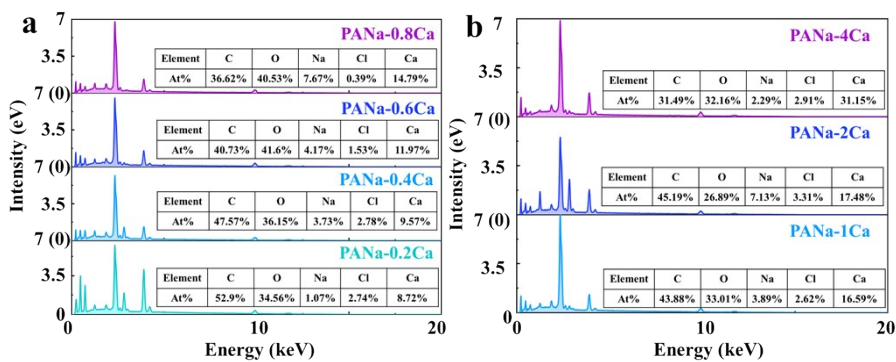 a
Intensity (eV)
7
3.5
7 (0)
3.5
7 (0)
3.5
7 (0)
3.5
0
PANa-0.8Ca
Element C O Na Cl Ca
At% 36.62% 40.53% 7.67% 0.39% 14.79%
PANa-0.6Ca
Element C O Na Cl Ca
At% 40.73% 41.6% 4.17% 1.53% 11.97%
PANa-0.4Ca
Element C O Na Cl Ca
At% 47.57% 36.15% 3.73% 2.78% 9.57%
PANa-0.2Ca
Element C O Na Cl Ca
At% 52.9% 34.56% 1.07% 2.74% 8.72%
0 10 20
Energy (keV)
b
Intensity (eV)
7
3.5
7 (0)
3.5
7 (0)
3.5
0
PANa-4Ca
Element C O Na Cl Ca
At% 31.49% 32.16% 2.29% 2.91% 31.15%
PANa-2Ca
Element C O Na Cl Ca
At% 45.19% 26.89% 7.13% 3.31% 17.48%
PANa-1Ca
Element C O Na Cl Ca
At% 43.88% 33.01% 3.89% 2.62% 16.59%
0 10 20
Energy (keV)